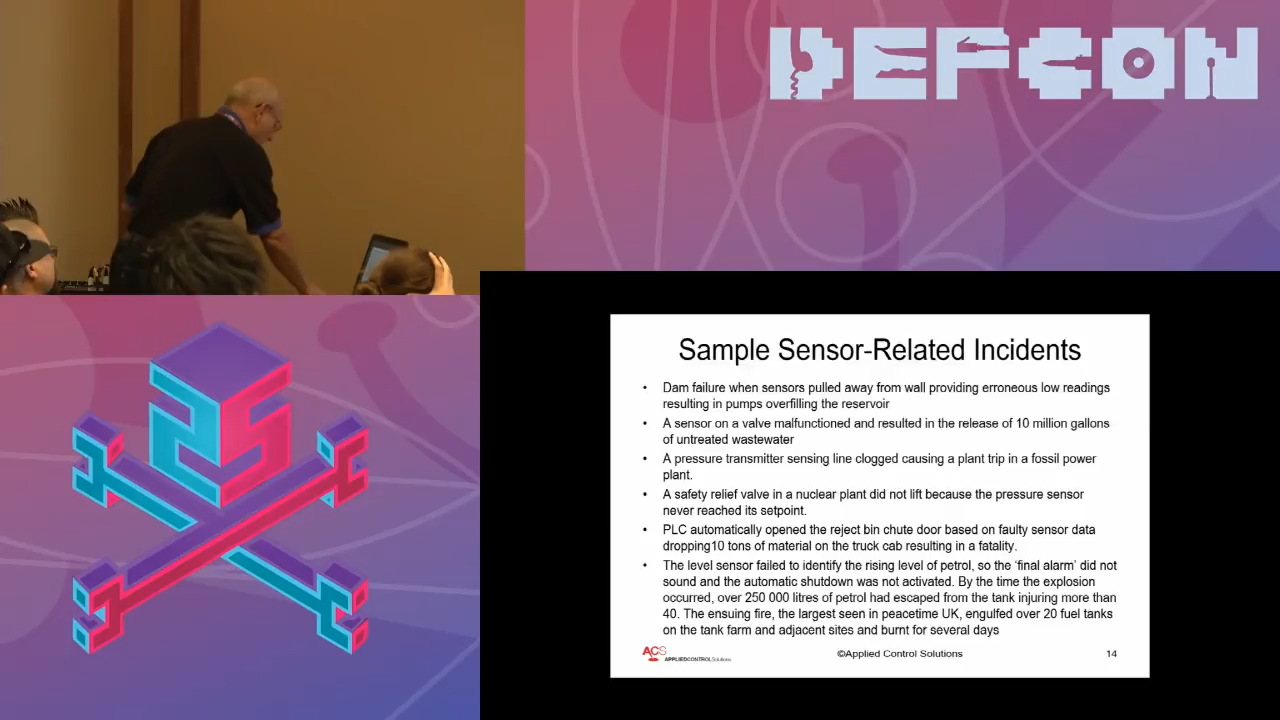 DEFCON
Sample Sensor-Related Incidents
• Dam failure when sensors pulled away from wall providing erroneous low readings
resulting in pumps overfilling the reservoir
• A sensor on a valve malfunctioned and resulted in the release of 10 million gallons
of untreated wastewater
• A pressure transmitter sensing line clogged causing a plant trip in a fossil power
plant.
• A safety relief valve in a nuclear plant did not lift because the pressure sensor
never reached its setpoint.
• PLC automatically opened the reject bin chute door based on faulty sensor data
dropping10 tons of material on the truck cab resulting in a fatality.
• The level sensor failed to identify the rising level of petrol, so the ‘final alarm’ did not
sound and the automatic shutdown was not activated. By the time the explosion
occurred, over 250 000 litres of petrol had escaped from the tank injuring more than
40. The ensuing fire, the largest seen in peacetime UK, engulfed over 20 fuel tanks
on the tank farm and adjacent sites and burnt for several days
ACS APPLIEDCONTROLSolutions
©Applied Control Solutions
14